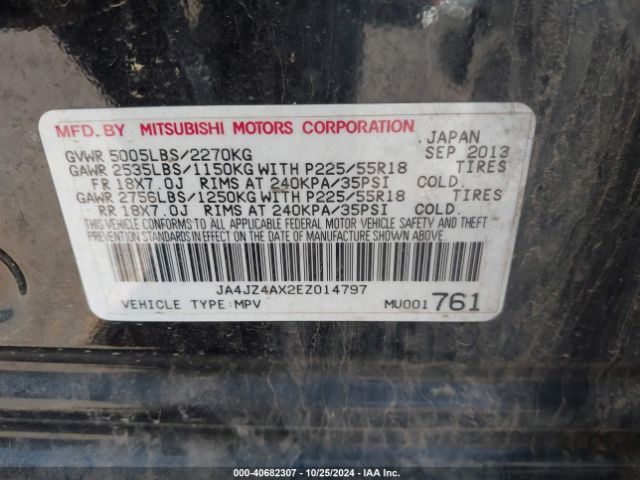 MFD. BY MITSUBISHI MOTORS CORPORATION JAPAN
GVWR 5005LBS/2270KG SEP 2013
GAWR 2535LBS/1150KG WITH P225/55R18 TIRES
FR 18X7.0J RIMS AT 240KPA/35PSI COLD.
GAWR 2756LBS/1250KG WITH P225/55R18 TIRES
RR 18X7.0J RIMS AT 240KPA/35PSI COLD.
THIS VEHICLE CONFORMS TO ALL APPLICABLE FEDERAL MOTOR VEHICLE SAFETY AND THEFT
PREVENTION STANDARDS IN EFFECT ON THE DATE OF MANUFACTURE SHOWN ABOVE.
JA4JZ4AX2EZ014797
VEHICLE TYPE:MPV MU001 761
000-40682307 - 10/25/2024 - IAA Inc.